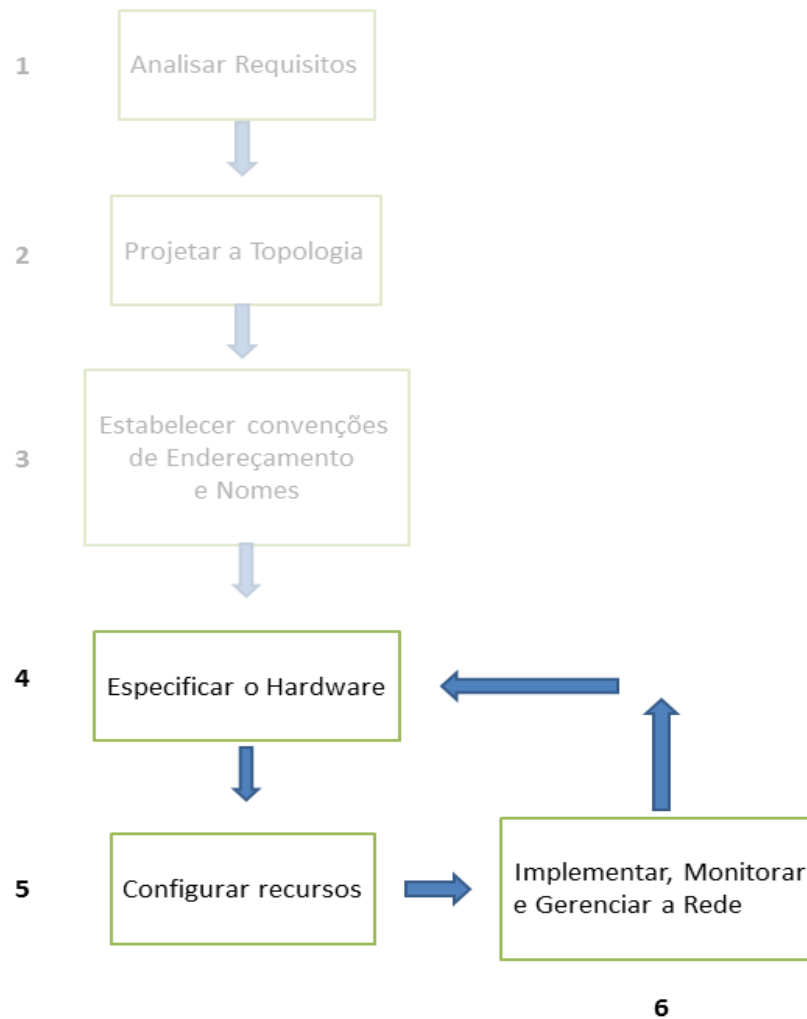 1
Analisar Requisitos
2
Projetar a Topologia
3
Estabelecer convenções
de Endereçamento
e Nomes
4
Especificar o Hardware
5
Configurar recursos
Implementar, Monitorar
e Gerenciar a Rede
6